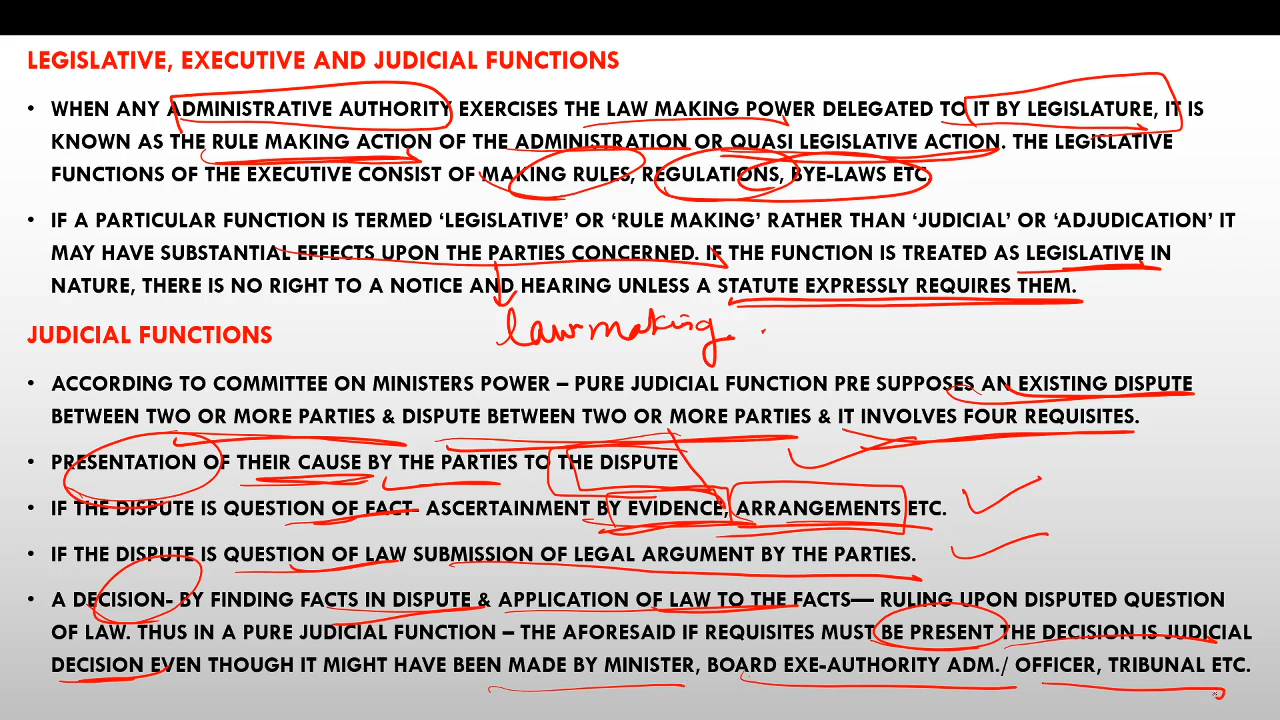 LEGISLATIVE, EXECUTIVE AND JUDICIAL FUNCTIONS
• WHEN ANY ADMINISTRATIVE AUTHORITY EXERCISES THE LAW MAKING POWER DELEGATED TO IT BY LEGISLATURE, IT IS
KNOWN AS THE RULE MAKING ACTION OF THE ADMINISTRATION OR QUASI LEGISLATIVE ACTION. THE LEGISLATIVE
FUNCTIONS OF THE EXECUTIVE CONSIST OF MAKING RULES, REGULATIONS, BYE-LAWS ETC.
• IF A PARTICULAR FUNCTION IS TERMED ‘LEGISLATIVE’ OR ‘RULE MAKING’ RATHER THAN ‘JUDICIAL’ OR ‘ADJUDICATION’ IT
MAY HAVE SUBSTANTIAL EFFECTS UPON THE PARTIES CONCERNED. IF THE FUNCTION IS TREATED AS LEGISLATIVE IN
NATURE, THERE IS NO RIGHT TO A NOTICE AND HEARING UNLESS A STATUTE EXPRESSLY REQUIRES THEM.
law making.
JUDICIAL FUNCTIONS
• ACCORDING TO COMMITTEE ON MINISTERS POWER – PURE JUDICIAL FUNCTION PRE SUPPOSES AN EXISTING DISPUTE
BETWEEN TWO OR MORE PARTIES & DISPUTE BETWEEN TWO OR MORE PARTIES & IT INVOLVES FOUR REQUISITES.
• PRESENTATION OF THEIR CAUSE BY THE PARTIES TO THE DISPUTE
• IF THE DISPUTE IS QUESTION OF FACT- ASCERTAINMENT BY EVIDENCE, ARRANGEMENTS ETC.
• IF THE DISPUTE IS QUESTION OF LAW SUBMISSION OF LEGAL ARGUMENT BY THE PARTIES.
• A DECISION- BY FINDING FACTS IN DISPUTE & APPLICATION OF LAW TO THE FACTS— RULING UPON DISPUTED QUESTION
OF LAW. THUS IN A PURE JUDICIAL FUNCTION – THE AFORESAID IF REQUISITES MUST BE PRESENT THE DECISION IS JUDICIAL
DECISION EVEN THOUGH IT MIGHT HAVE BEEN MADE BY MINISTER, BOARD EXE-AUTHORITY ADM./ OFFICER, TRIBUNAL ETC.